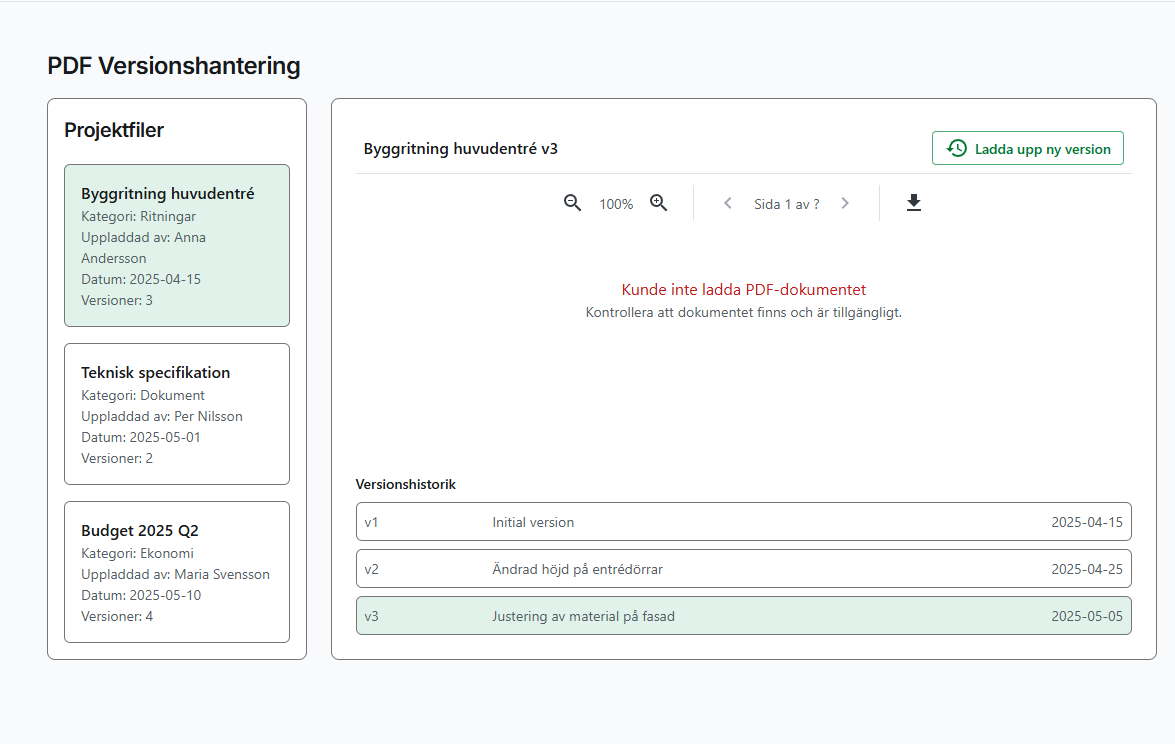 PDF Versionshantering
Projektfiler
Byggritning huvudentré
Kategori: Ritningar
Uppladdad av: Anna
Andersson
Datum: 2025-04-15
Versioner: 3
Teknisk specifikation
Kategori: Dokument
Uppladdad av: Per Nilsson
Datum: 2025-05-01
Versioner: 2
Budget 2025 Q2
Kategori: Ekonomi
Uppladdad av: Maria Svensson
Datum: 2025-05-10
Versioner: 4
Byggritning huvudentré v3
Ladda upp ny version
100%
Sida 1 av ?
Kunde inte ladda PDF-dokumentet
Kontrollera att dokumentet finns och är tillgängligt.
Versionshistorik
v1 Initial version 2025-04-15
v2 Ändrad höjd på entrédörrar 2025-04-25
v3 Justering av material på fasad 2025-05-05